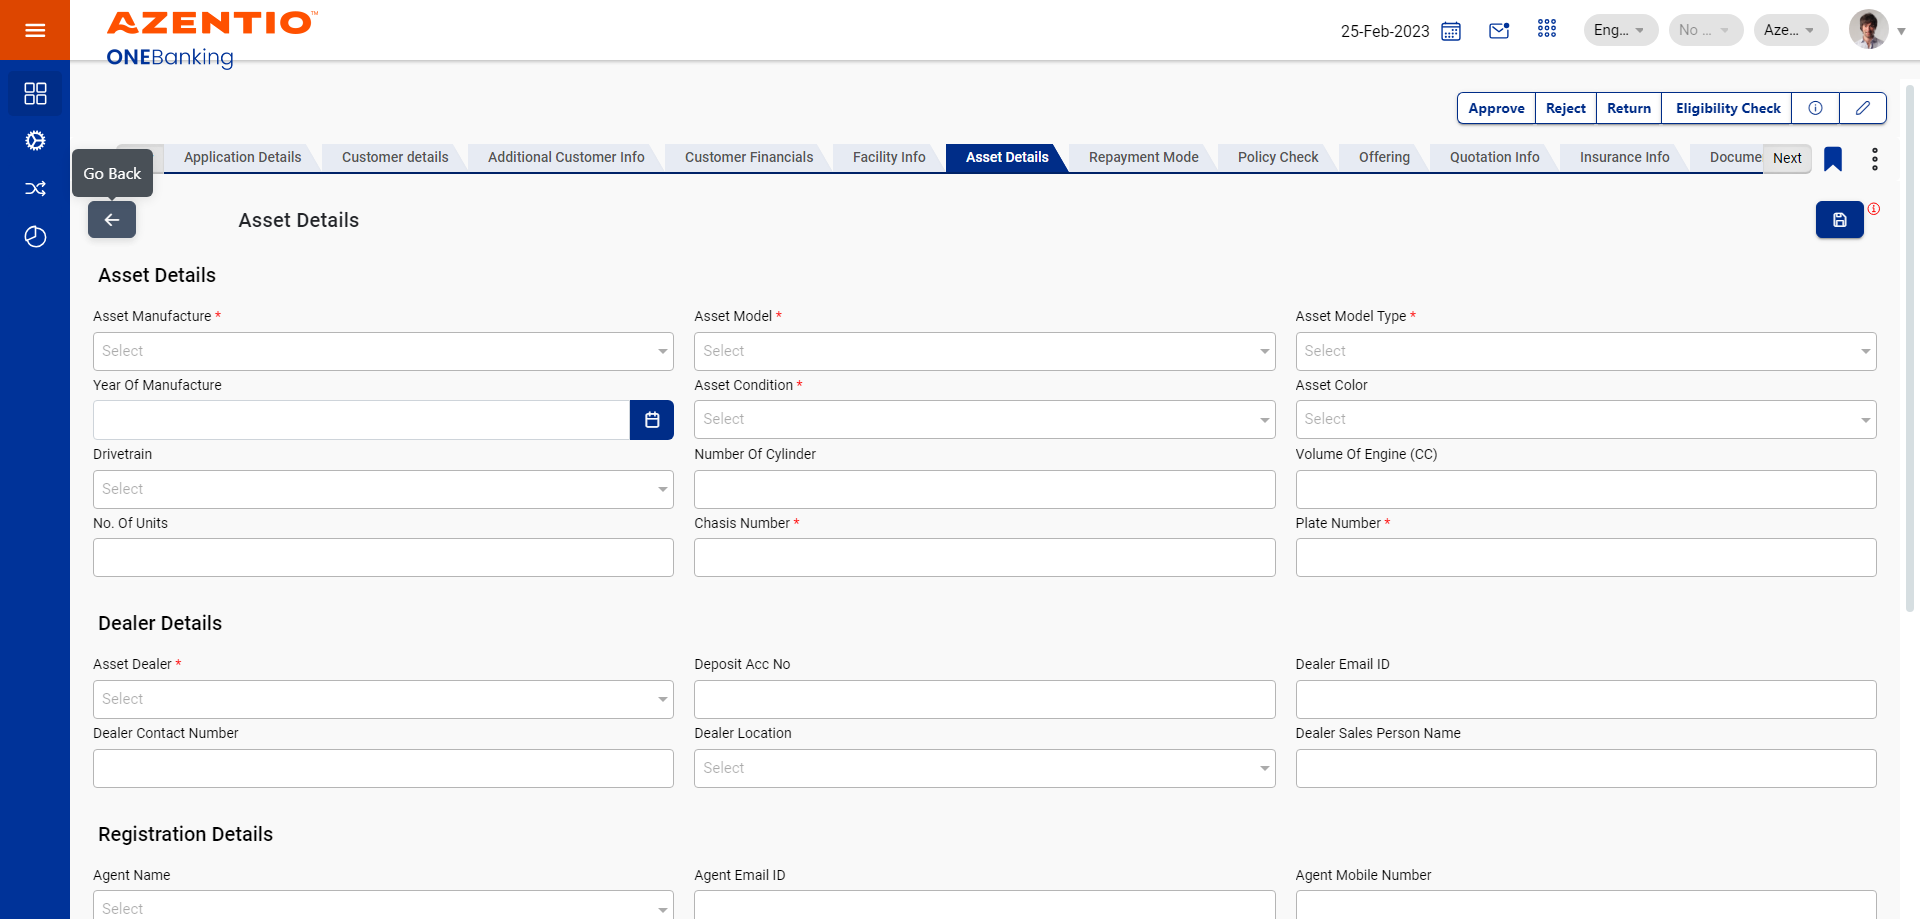 AZENTIO™
ONEBanking
25-Feb-2023
Eng...
No ...
Aze...
Approve
Reject
Return
Eligibility Check
Application Details
Customer details
Additional Customer Info
Customer Financials
Facility Info
Asset Details
Repayment Mode
Policy Check
Offering
Quotation Info
Insurance Info
Docume
Next
Go Back
Asset Details
Asset Details
Asset Manufacture *
Asset Model *
Asset Model Type *
Select
Select
Select
Year Of Manufacture
Asset Condition *
Asset Color
Select
Select
Drivetrain
Number Of Cylinder
Volume Of Engine (CC)
Select
No. Of Units
Chasis Number *
Plate Number *
Dealer Details
Asset Dealer *
Deposit Acc No
Dealer Email ID
Select
Dealer Contact Number
Dealer Location
Dealer Sales Person Name
Select
Registration Details
Agent Name
Agent Email ID
Agent Mobile Number
Select